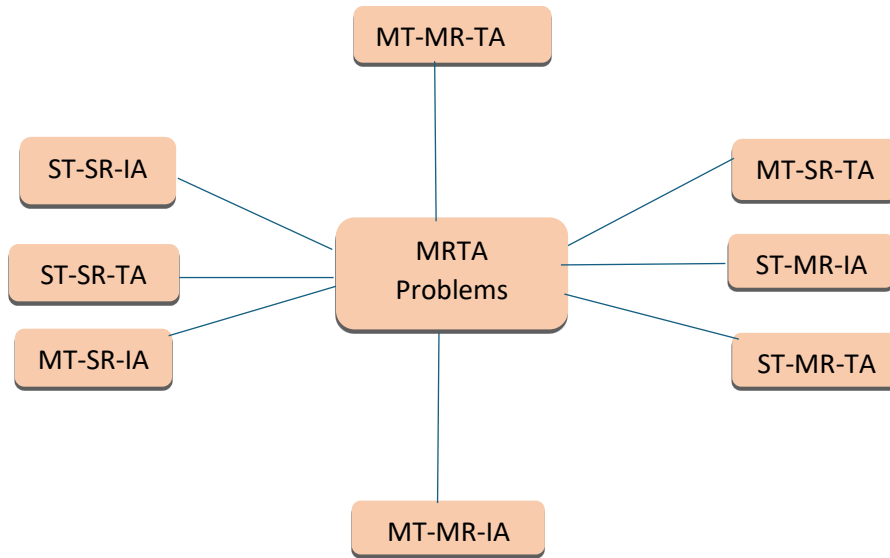 MT-MR-TA
ST-SR-IA
MT-SR-TA
MRTA
Problems
ST-MR-IA
ST-SR-TA
MT-SR-IA
ST-MR-TA
MT-MR-IA